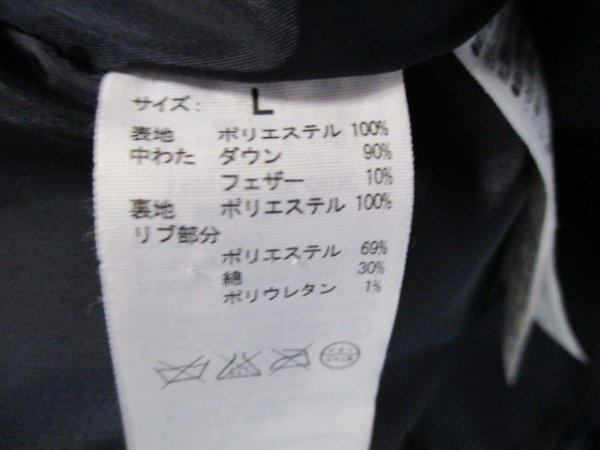 サイズ: L
表地 ポリエステル 100%
中わた ダウン 90%
フェザー 10%
裏地 ポリエステル 100%
リブ部分
ポリエステル 69%
綿 30%
ポリウレタン 1%